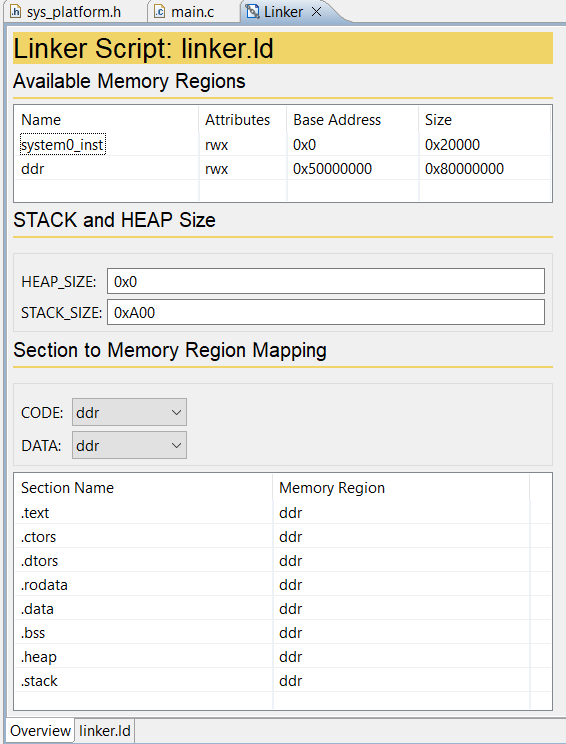 sys_platform.h main.c Linker
Linker Script: linker.ld
Available Memory Regions
Name Attributes Base Address Size
system0_inst rwx 0x0 0x20000
ddr rwx 0x50000000 0x80000000
STACK and HEAP Size
HEAP_SIZE: 0x0
STACK_SIZE: 0xA00
Section to Memory Region Mapping
CODE: ddr
DATA: ddr
Section Name Memory Region
.text ddr
.ctors ddr
.dtors ddr
.rodata ddr
.data ddr
.bss ddr
.heap ddr
.stack ddr
Overview linker.ld